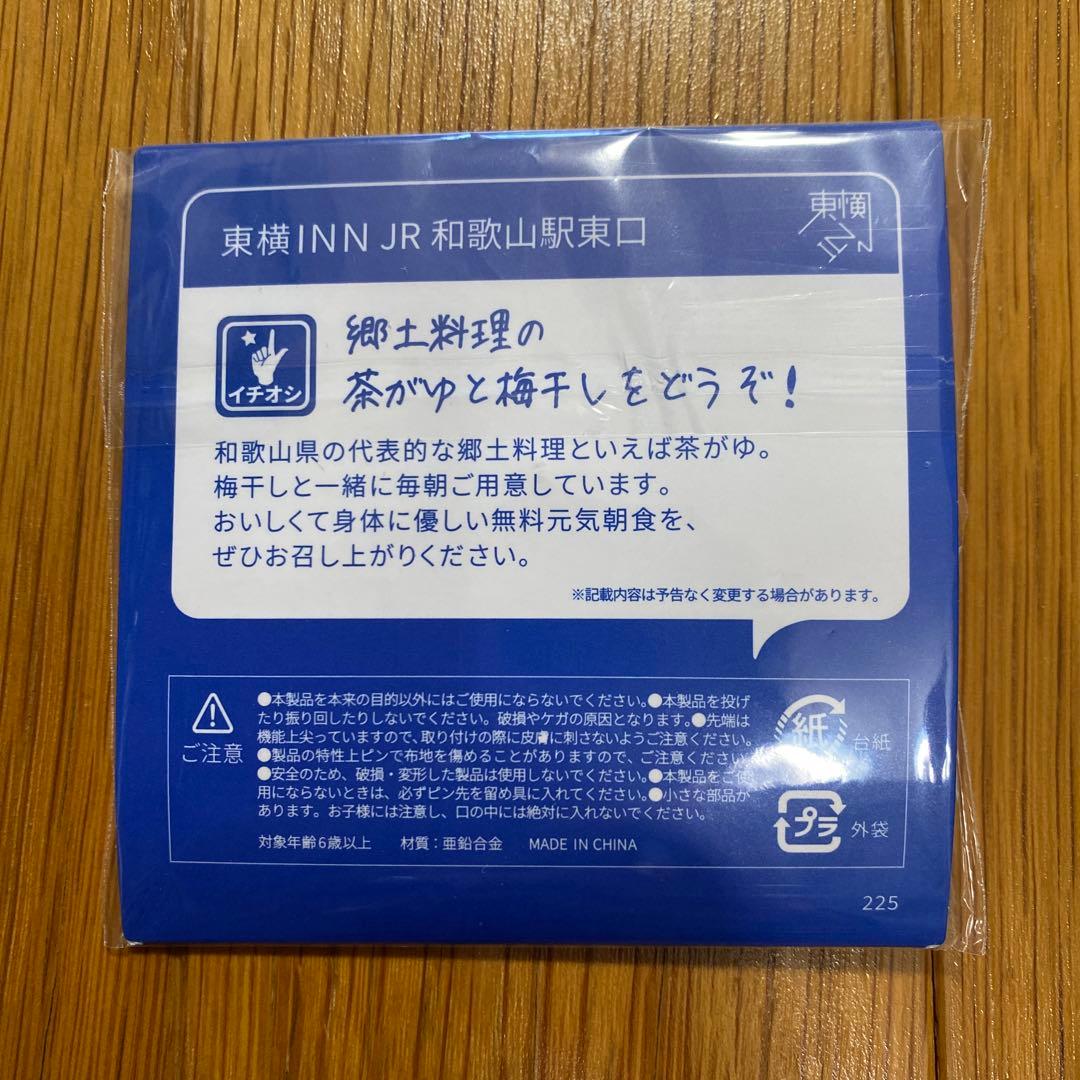 東横INN JR 和歌山駅東口
東横
イン
イチオシ
郷土料理の
茶がゆと梅干しをどうぞ!
和歌山県の代表的な郷土料理といえば茶がゆ。
梅干しと一緒に毎朝ご用意しています。
おいしくて身体に優しい無料元気朝食を、
ぜひお召し上がりください。
※記載内容は予告なく変更する場合があります。
ご注意
●本製品を本来の目的以外にはご使用にならないでください。●本製品を投げ
たり振り回したりしないでください。破損やケガの原因となります。●先端は
機能上尖っていますので、取り付けの際に皮膚に刺さないようご注意ください。
●製品の特性上ピンで布地を傷めることがありますので、ご注意ください。
●安全のため、破損・変形した製品は使用しないでください。●本製品をご使
用にならないときは、必ずピン先を留め具に入れてください。●小さな部品が
あります。お子様には注意し、口の中には絶対に入れないでください。
対象年齢6歳以上 材質:亜鉛合金 MADE IN CHINA
紙
台紙
プラ
外袋
225